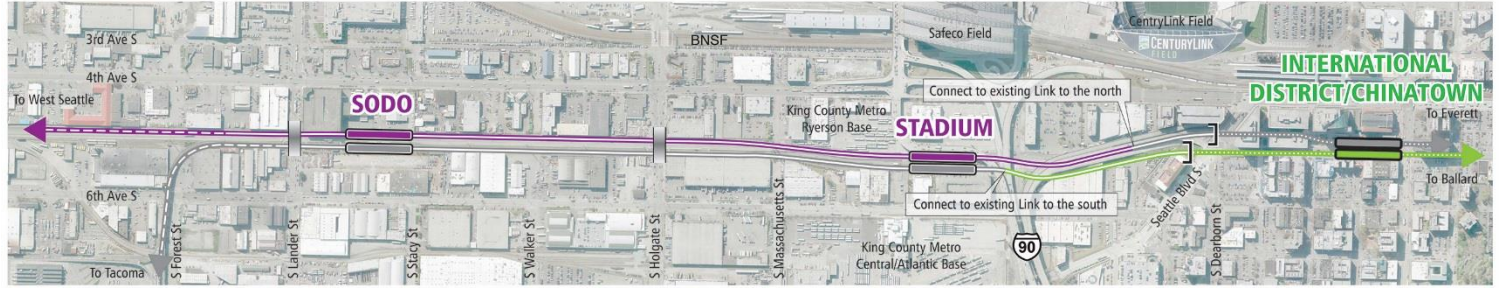 3rd Ave S
4th Ave S
To West Seattle
SODO
6th Ave S
To Tacoma
S Forest St
S Lander St
S Stacy St
S Walker St
S Holgate St
BNSF
S Massachusetts St
King County Metro
Ryerson Base
STADIUM
Safeco Field
Connect to existing Link to the north
Connect to existing Link to the south
King County Metro
Central/Atlantic Base
90
CentryLink Field
CENTURYLINK
FIELD
Seattle Blvd S
S Dearborn St
INTERNATIONAL
DISTRICT/CHINATOWN
To Everett
To Ballard